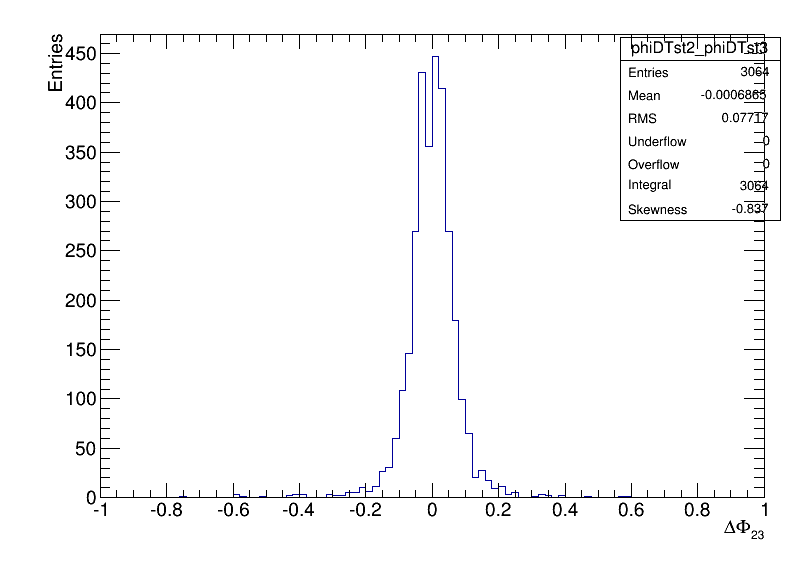 Entries
450
400
350
300
250
200
150
100
50
0
-1 -0.8 -0.6 -0.4 -0.2 0 0.2 0.4 0.6 0.8 1
ΔΦ23
phiDTst2_phiDTst3
Entries 3064
Mean -0.0006865
RMS 0.07717
Underflow 0
Overflow 0
Integral 3064
Skewness -0.837